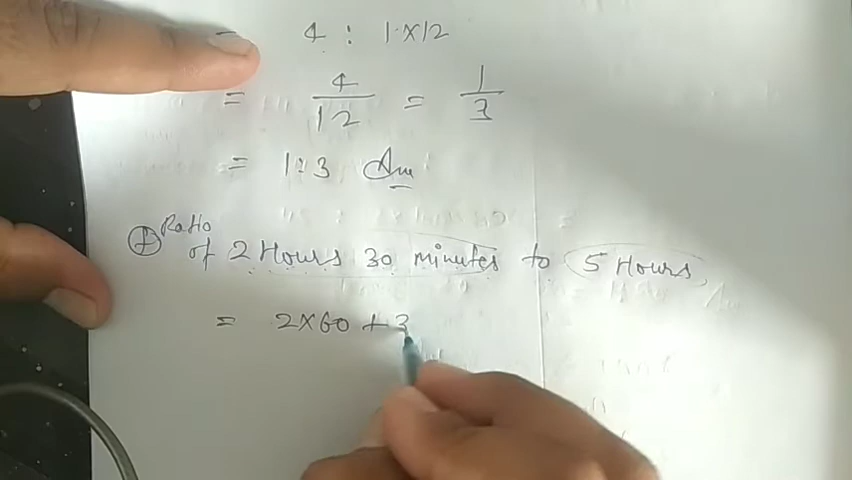 = 4 : 1×12
= 4/12 = 1/3
= 1:3 Ans
Ratio
of 2 Hours 30 minutes to 5 Hours,
= 2×60 + 3